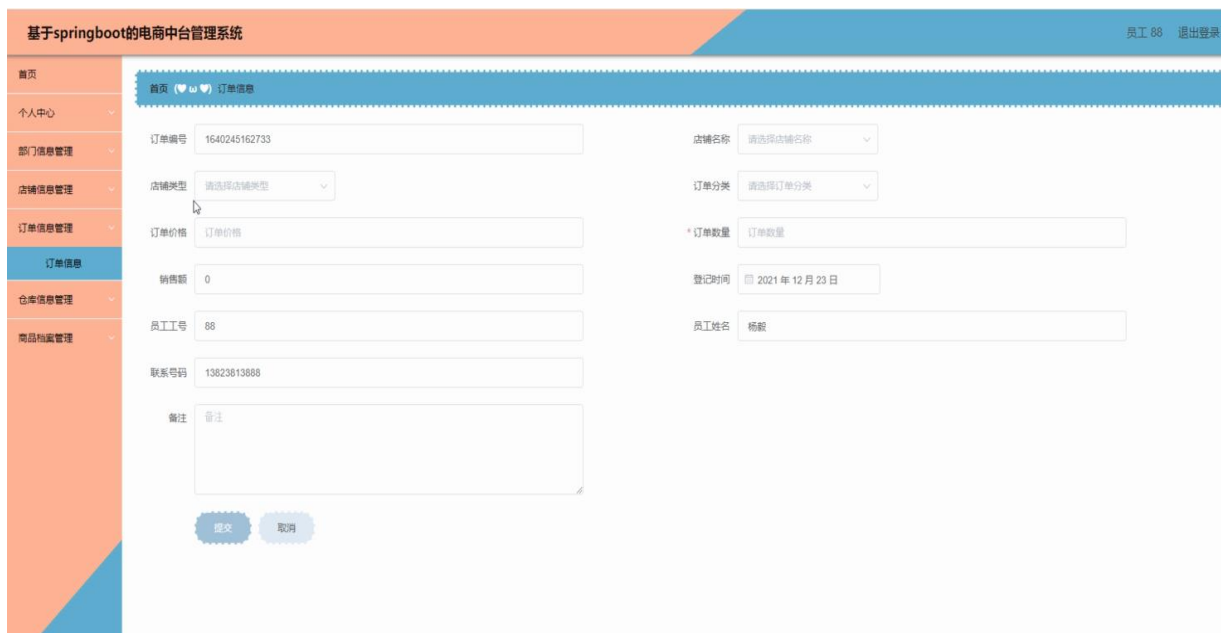 基于springboot的电商中台管理系统
员工 88 退出登录
首页
个人中心
部门信息管理
店铺信息管理
订单信息管理
订单信息
仓库信息管理
商品档案管理
首页 (♥ω♥) 订单信息
订单编号 1640245162733 店铺名称 请选择店铺名称
店铺类型 请选择店铺类型 订单分类 请选择订单分类
订单价格 订单价格 * 订单数量 订单数量
销售额 0 登记时间 2021 年 12 月 23 日
员工工号 88 员工姓名 杨毅
联系号码 13823813888
备注 备注
提交 取消